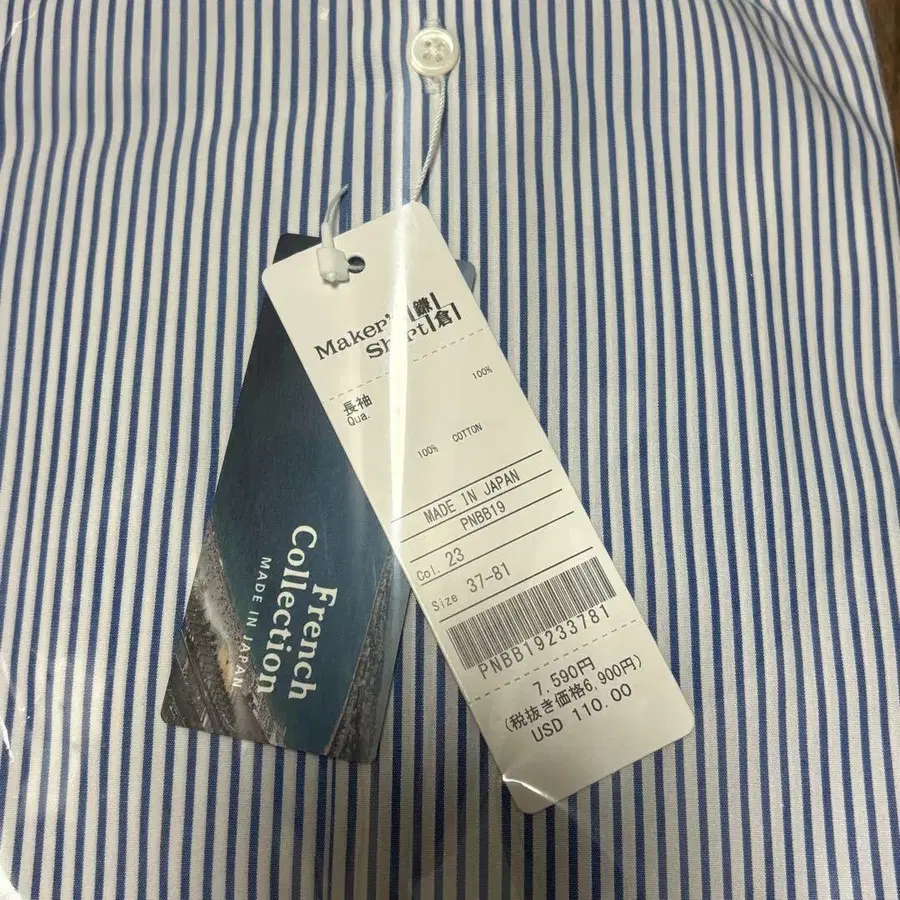 Maker's 鎌
Shirt 倉
長袖
Qua.
100%
100% COTTON
MADE IN JAPAN
PNBB19
Col. 23
Size 37-81
PNBB19233781
7,590円
(税抜き価格6,900円)
USD 110.00
French
Collection
MADE IN JAPAN